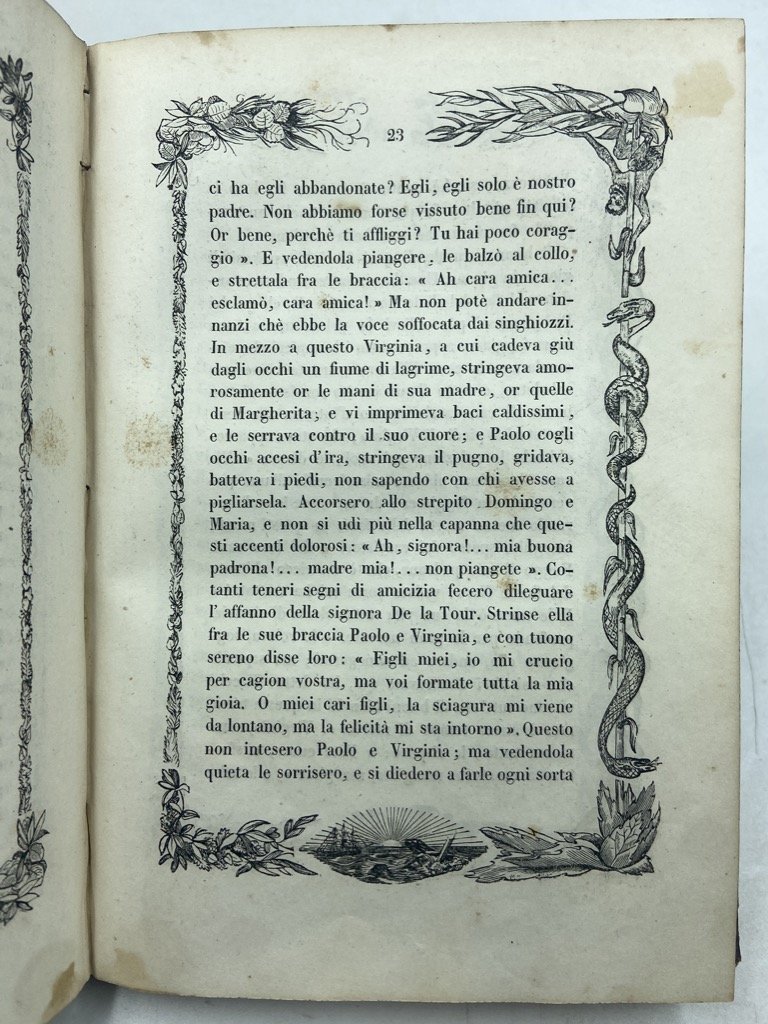 23
ci ha egli abbandonate? Egli, egli solo è nostro
padre. Non abbiamo forse vissuto bene fin qui?
Or bene, perchè ti affliggi? Tu hai poco corag-
gio ». E vedendola piangere, le balzò al collo,
e strettala fra le braccia: « Ah cara amica...
esclamò, cara amica! » Ma non potè andare in-
nanzi chè ebbe la voce soffocata dai singhiozzi.
In mezzo a questo Virginia, a cui cadeva giù
dagli occhi un fiume di lagrime, stringeva amo-
rosamente or le mani di sua madre, or quelle
di Margherita; e vi imprimeva baci caldissimi,
e le serrava contro il suo cuore; e Paolo cogli
occhi accesi d'ira, stringeva il pugno, gridava,
batteva i piedi, non sapendo con chi avesse a
pigliarsela. Accorsero allo strepito Domingo e
Maria, e non si udì più nella capanna che que-
sti accenti dolorosi: « Ah, signora!... mia buona
padrona!... madre mia!... non piangete ». Co-
tanti teneri segni di amicizia fecero dileguare
l' affanno della signora De la Tour. Strinse ella
fra le sue braccia Paolo e Virginia, e con tuono
sereno disse loro: « Figli miei, io mi crucio
per cagion vostra, ma voi formate tutta la mia
gioia. O miei cari figli, la sciagura mi viene
da lontano, ma la felicità mi sta intorno ». Questo
non intesero Paolo e Virginia; ma vedendola
quieta le sorrisero, e si diedero a farle ogni sorta